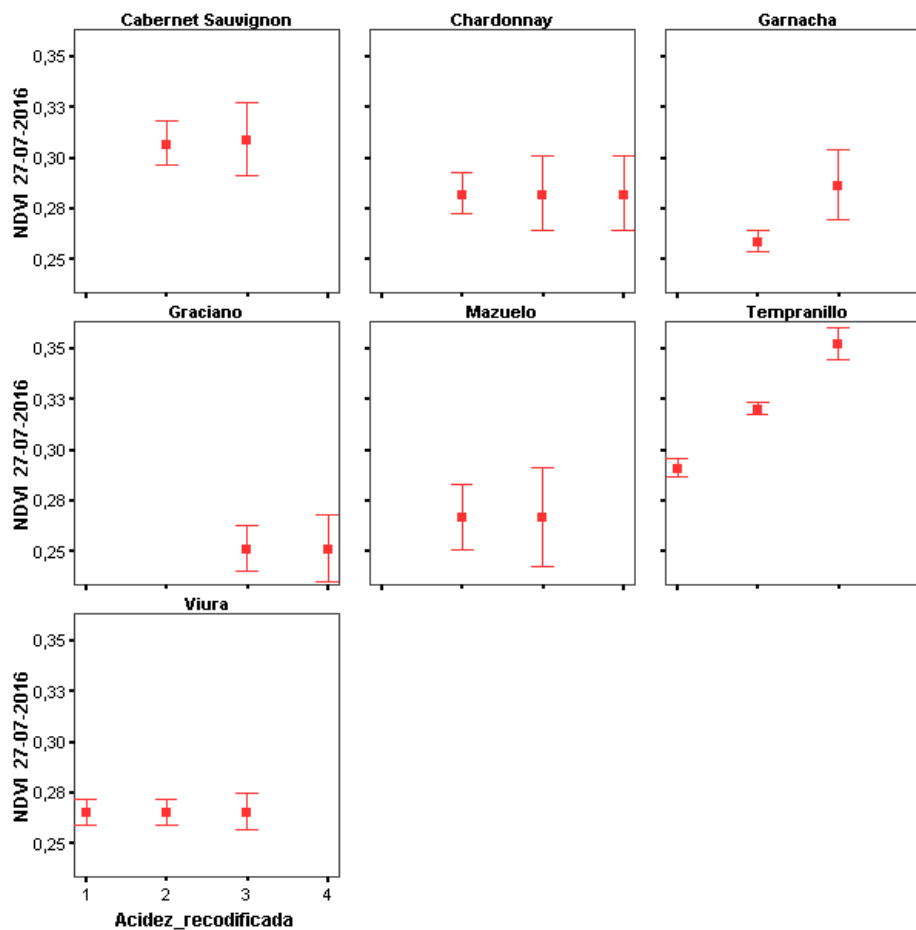 Cabernet Sauvignon
Chardonnay
Garnacha
NDVI 27-07-2016
0,35
0,33
0,30
0,28
0,25
Graciano
Mazuelo
Tempranillo
NDVI 27-07-2016
0,35
0,33
0,30
0,28
0,25
Viura
NDVI 27-07-2016
0,35
0,33
0,30
0,28
0,25
1 2 3 4
Acidez_recodificada